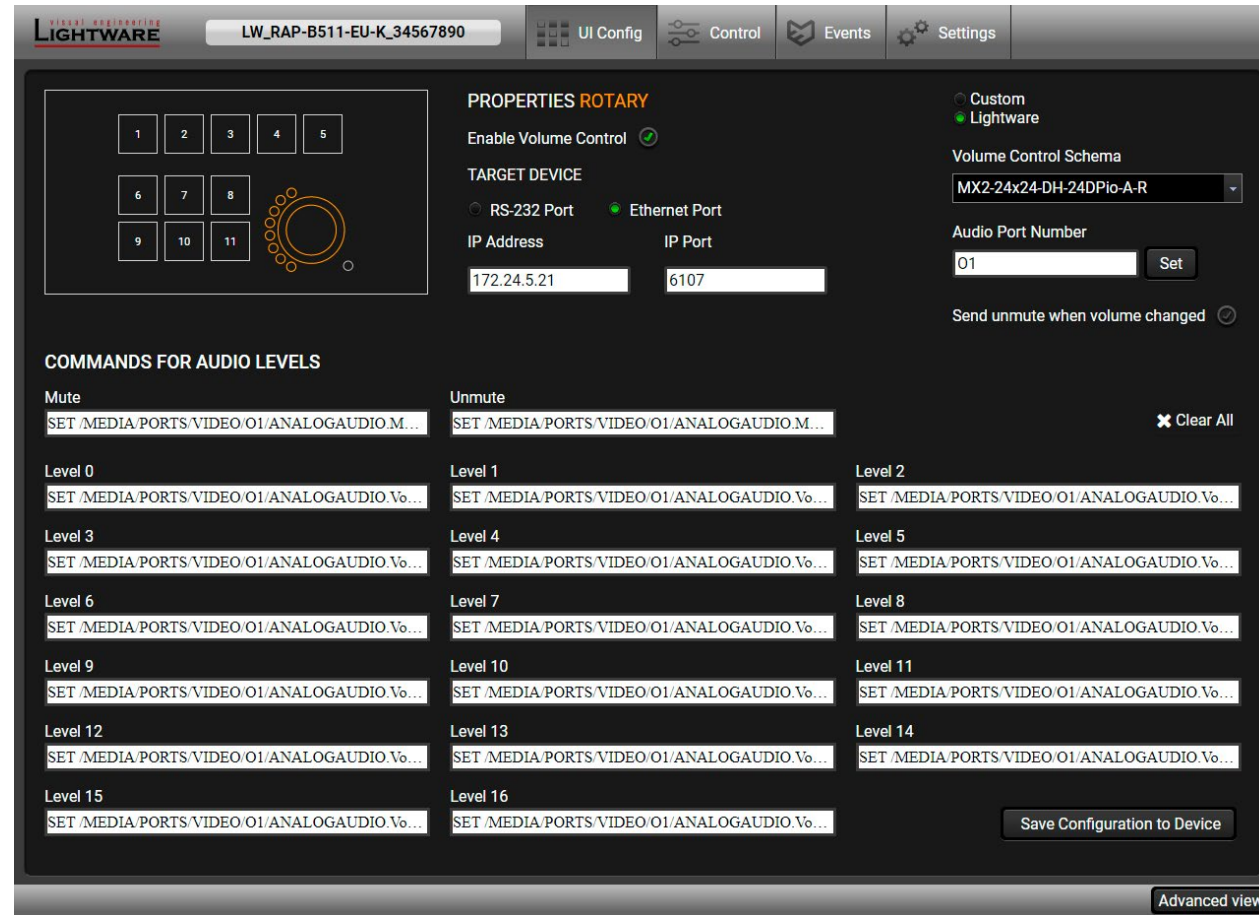 visual engineering
LIGHTWARE
LW_RAP-B511-EU-K_34567890
UI Config
Control
Events
Settings
1 2 3 4 5
6 7 8
9 10 11
PROPERTIES ROTARY
Enable Volume Control
TARGET DEVICE
RS-232 Port Ethernet Port
IP Address IP Port
172.24.5.21 6107
Custom
Lightware
Volume Control Schema
MX2-24x24-DH-24DPio-A-R
Audio Port Number
O1 Set
Send unmute when volume changed
COMMANDS FOR AUDIO LEVELS
Mute Unmute
SET /MEDIA/PORTS/VIDEO/O1/ANALOGAUDIO.M... SET /MEDIA/PORTS/VIDEO/O1/ANALOGAUDIO.M... Clear All
Level 0 Level 1 Level 2
SET /MEDIA/PORTS/VIDEO/O1/ANALOGAUDIO.Vo... SET /MEDIA/PORTS/VIDEO/O1/ANALOGAUDIO.Vo... SET /MEDIA/PORTS/VIDEO/O1/ANALOGAUDIO.Vo...
Level 3 Level 4 Level 5
SET /MEDIA/PORTS/VIDEO/O1/ANALOGAUDIO.Vo... SET /MEDIA/PORTS/VIDEO/O1/ANALOGAUDIO.Vo... SET /MEDIA/PORTS/VIDEO/O1/ANALOGAUDIO.Vo...
Level 6 Level 7 Level 8
SET /MEDIA/PORTS/VIDEO/O1/ANALOGAUDIO.Vo... SET /MEDIA/PORTS/VIDEO/O1/ANALOGAUDIO.Vo... SET /MEDIA/PORTS/VIDEO/O1/ANALOGAUDIO.Vo...
Level 9 Level 10 Level 11
SET /MEDIA/PORTS/VIDEO/O1/ANALOGAUDIO.Vo... SET /MEDIA/PORTS/VIDEO/O1/ANALOGAUDIO.Vo... SET /MEDIA/PORTS/VIDEO/O1/ANALOGAUDIO.Vo...
Level 12 Level 13 Level 14
SET /MEDIA/PORTS/VIDEO/O1/ANALOGAUDIO.Vo... SET /MEDIA/PORTS/VIDEO/O1/ANALOGAUDIO.Vo... SET /MEDIA/PORTS/VIDEO/O1/ANALOGAUDIO.Vo...
Level 15 Level 16
SET /MEDIA/PORTS/VIDEO/O1/ANALOGAUDIO.Vo... SET /MEDIA/PORTS/VIDEO/O1/ANALOGAUDIO.Vo... Save Configuration to Device
Advanced view